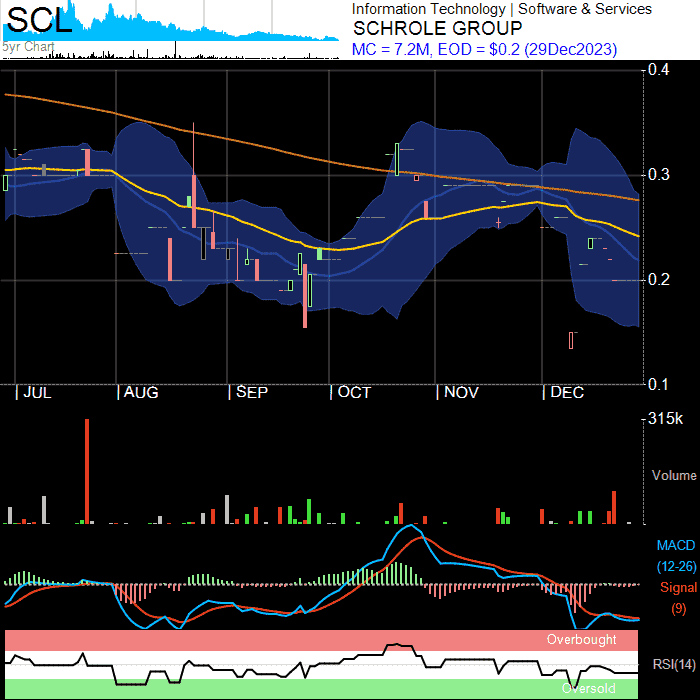 SCL
5yr Chart
Information Technology | Software & Services
SCHROLE GROUP
MC = 7.2M, EOD = $0.2 (29Dec2023)
0.4
0.3
0.2
0.1
JUL AUG SEP OCT NOV DEC
315k
Volume
MACD
(12-26)
Signal
(9)
Overbought
RSI(14)
Oversold